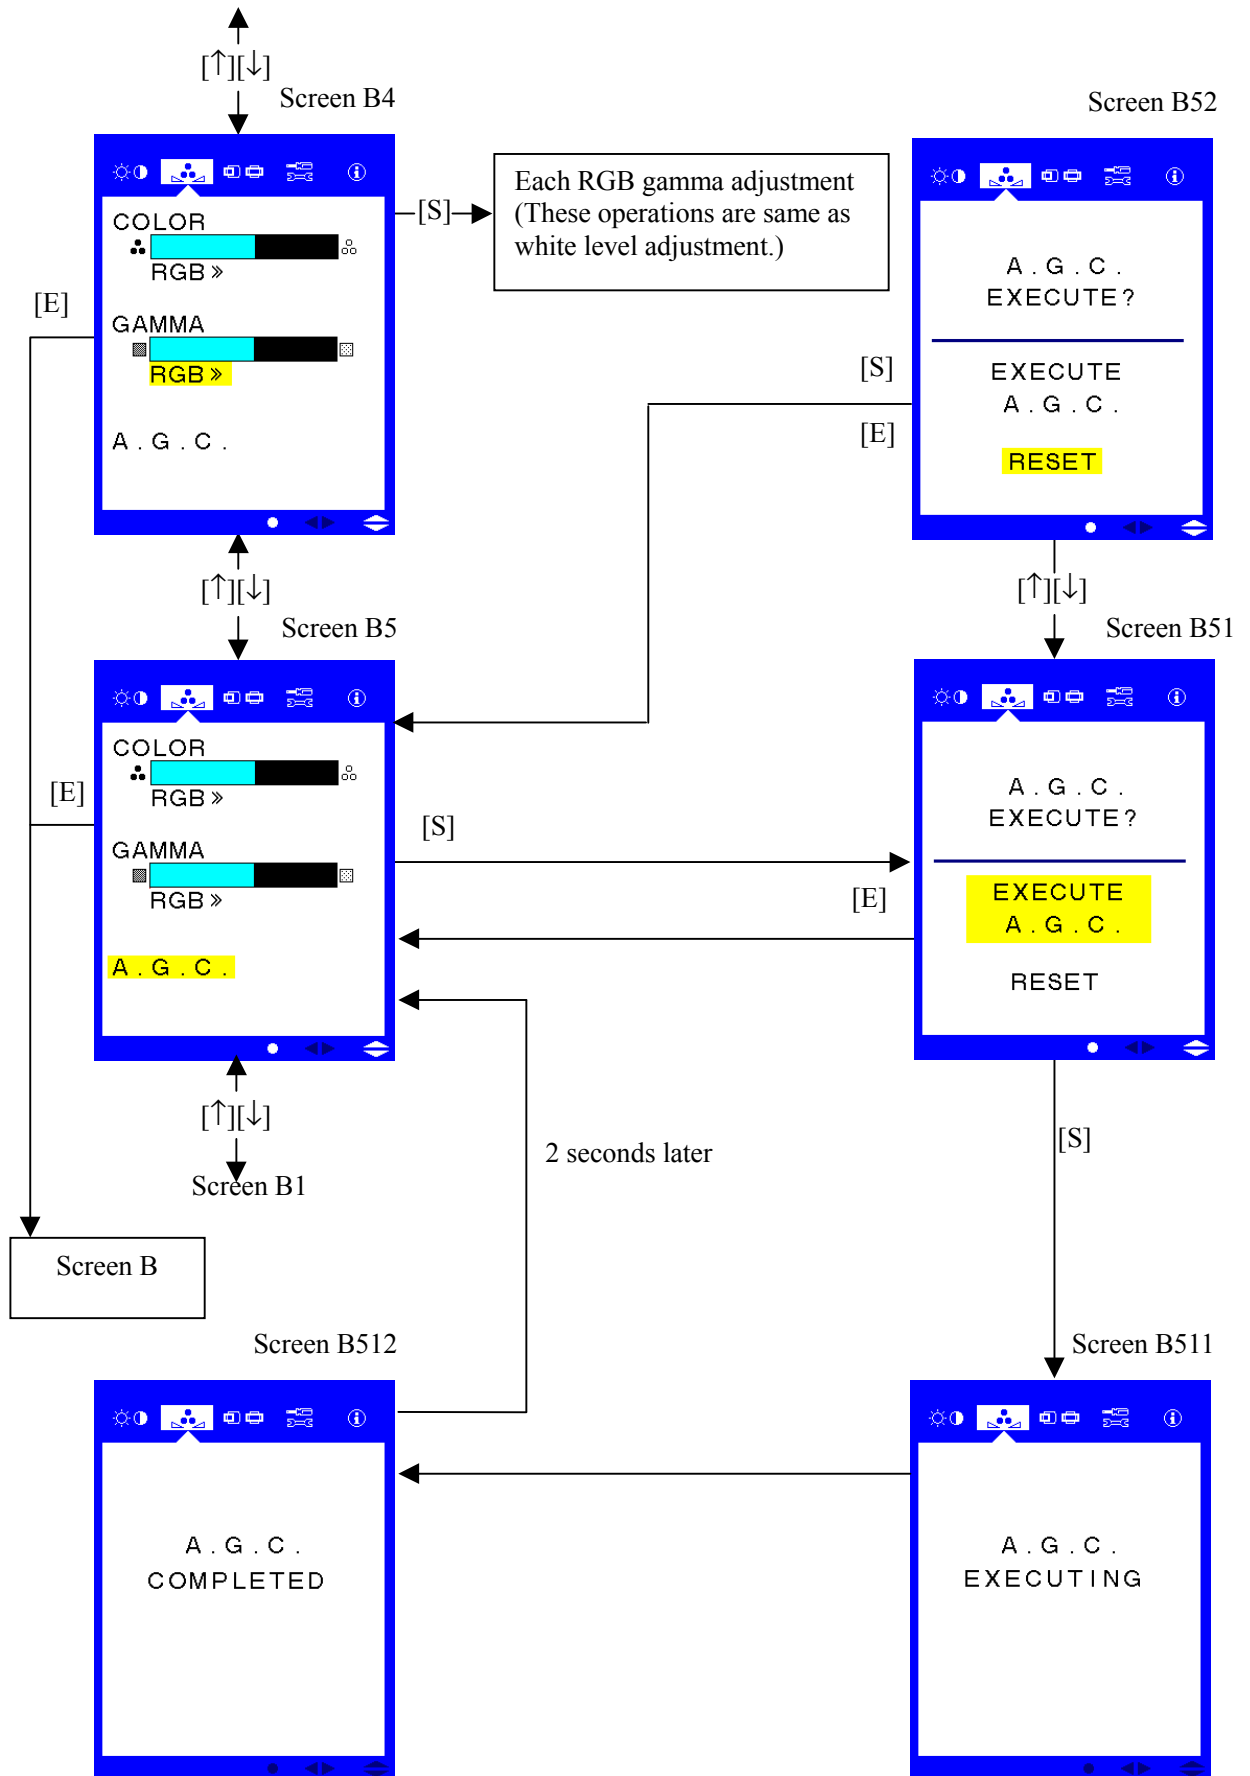 [↑][↓]
Screen B4
COLOR
RGB »
GAMMA
RGB »
A . G . C .
[E]
[S]
Each RGB gamma adjustment
(These operations are same as
white level adjustment.)
Screen B52
A . G . C .
EXECUTE?
EXECUTE
A . G . C .
RESET
[S]
[E]
[↑][↓]
Screen B5
COLOR
RGB »
GAMMA
RGB »
A . G . C .
[E]
[S]
[E]
[↑][↓]
Screen B51
A . G . C .
EXECUTE?
EXECUTE
A . G . C .
RESET
[↑][↓]
Screen B1
2 seconds later
[S]
Screen B
Screen B512
A . G . C .
COMPLETED
Screen B511
A . G . C .
EXECUTING